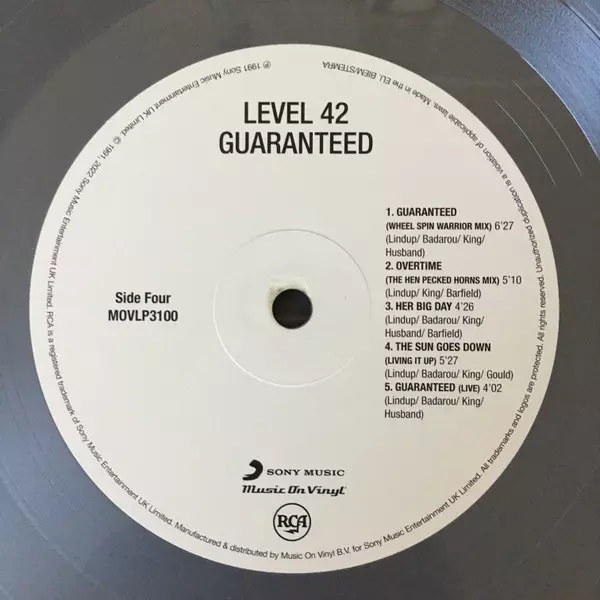 LEVEL 42
GUARANTEED
1. GUARANTEED
(WHEEL SPIN WARRIOR MIX) 6'27
(Lindup/ Badarou/ King/
Husband)
2. OVERTIME
(THE HEN PECKED HORNS MIX) 5'10
(Lindup/ King/ Barfield)
3. HER BIG DAY 4'26
(Lindup/ Badarou/ King/
Husband/ Barfield)
4. THE SUN GOES DOWN
(LIVING IT UP) 5'27
(Lindup/ Badarou/ King/ Gould)
5. GUARANTEED (LIVE) 4'02
(Lindup/ Badarou/ King/
Husband)
Side Four
MOVLP3100
SONY MUSIC
Music On Vinyl
RCA
℗ 1991 Sony Music Entertainment UK Limited. © 1991, 2022 Sony Music Entertainment UK Limited. RCA is a registered trademark of Sony Music Entertainment UK Limited. Manufactured & distributed by Music On Vinyl B.V. for Sony Music Entertainment UK Limited. All trademarks and logos are protected. All rights reserved. Unauthorized duplication is a violation of applicable laws. Made in the EU. BIEM/STEMRA